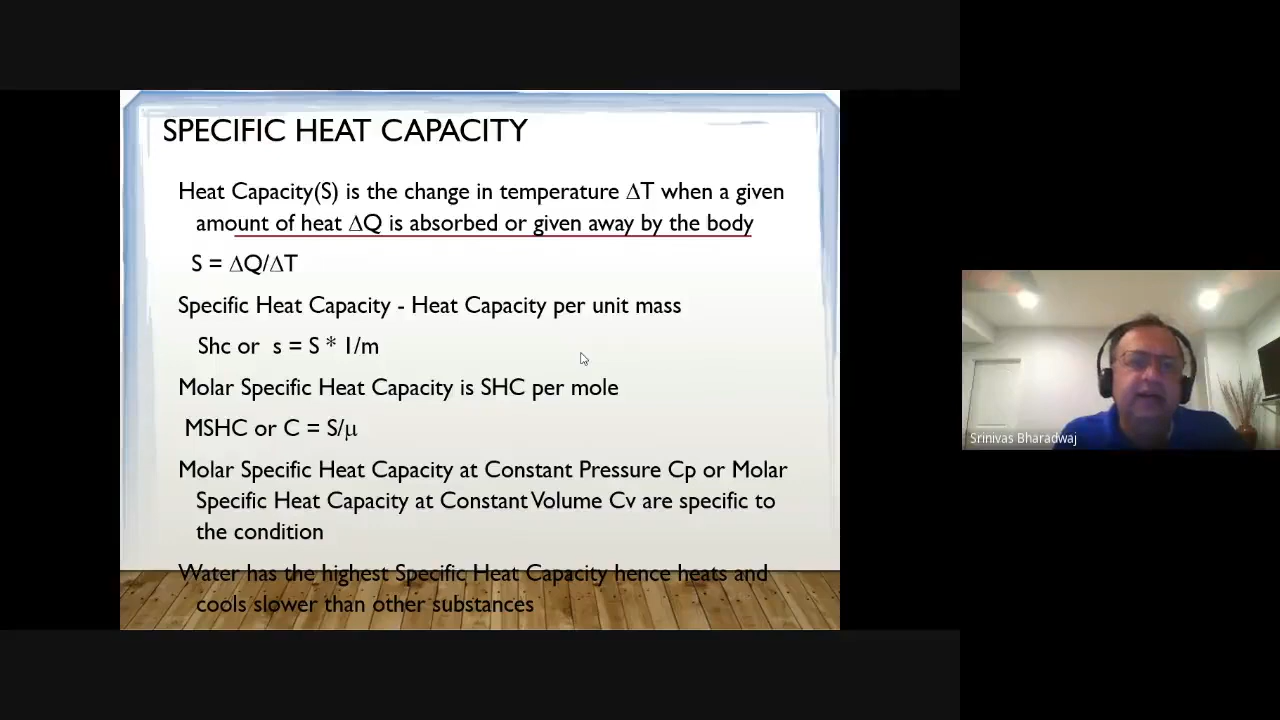 SPECIFIC HEAT CAPACITY
Heat Capacity(S) is the change in temperature ∆T when a given
amount of heat ∆Q is absorbed or given away by the body
S = ∆Q/∆T
Specific Heat Capacity - Heat Capacity per unit mass
Shc or s = S * 1/m
Molar Specific Heat Capacity is SHC per mole
MSHC or C = S/μ
Molar Specific Heat Capacity at Constant Pressure Cp or Molar
Specific Heat Capacity at Constant Volume Cv are specific to
the condition
Water has the highest Specific Heat Capacity hence heats and
cools slower than other substances
Srinivas Bharadwaj